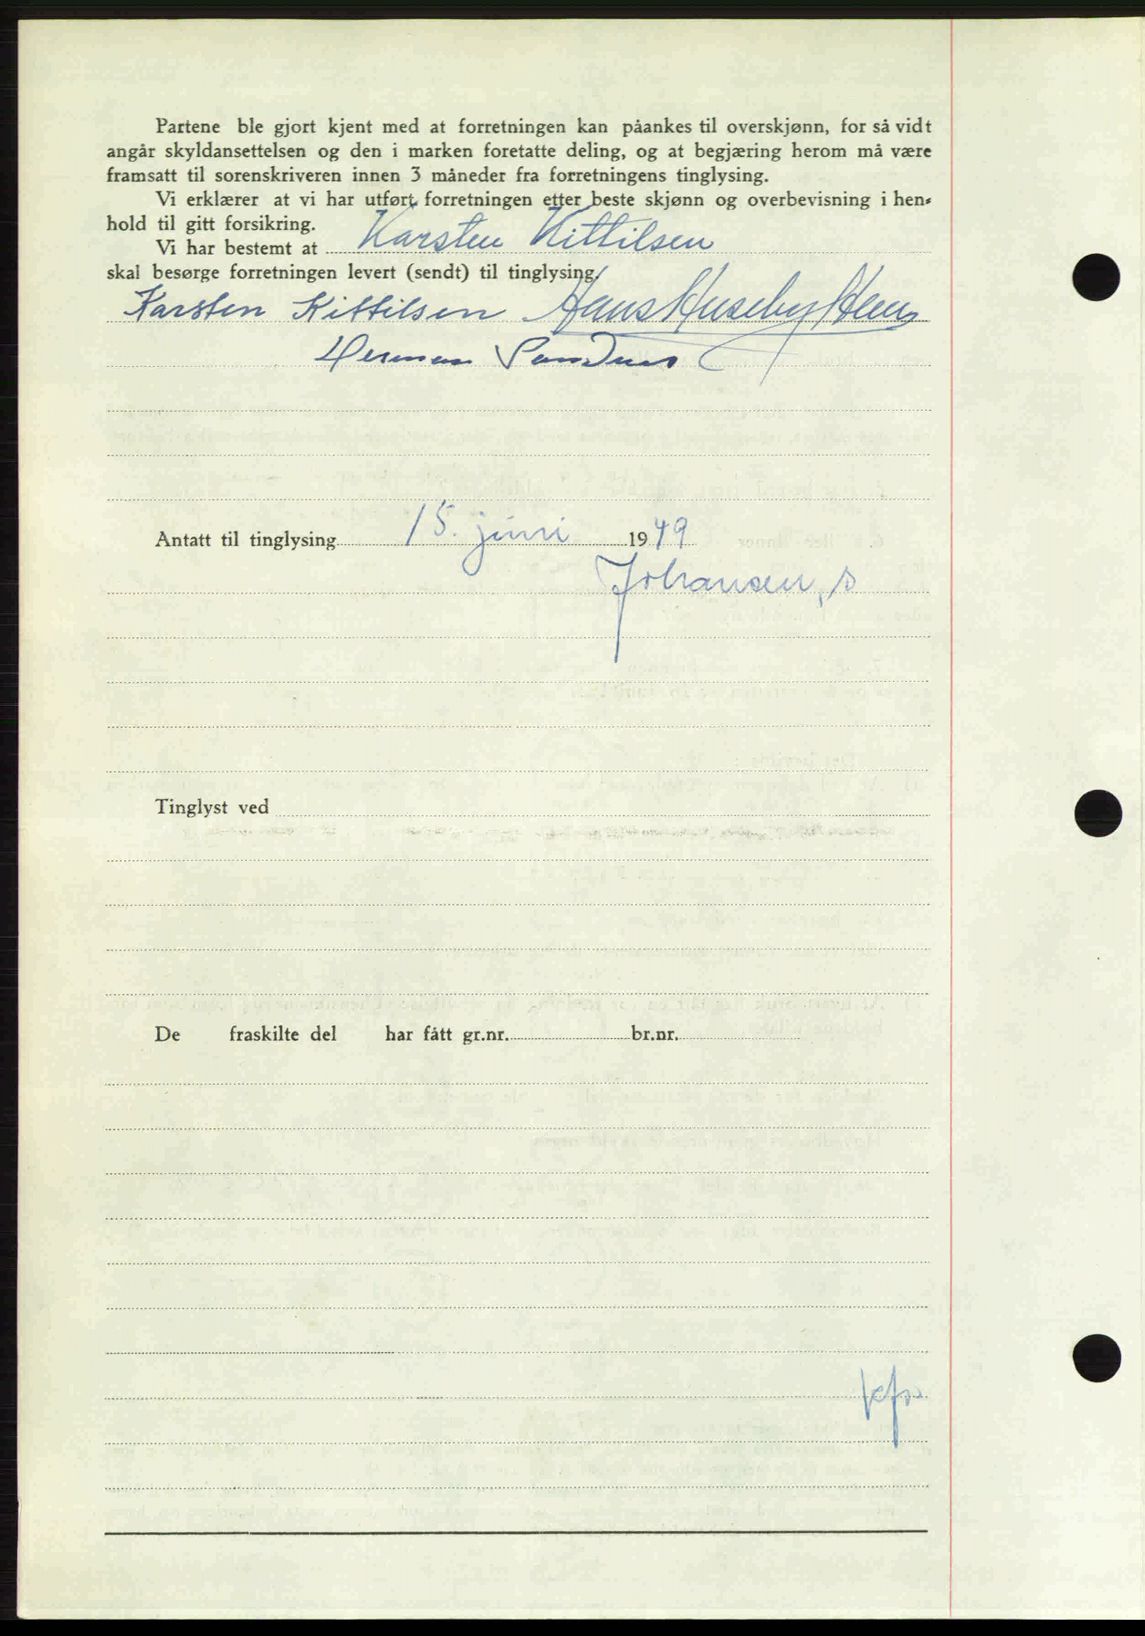 Partene ble gjort kjent med at forretningen kan påankes til overskjønn, for så vidt
angår skyldansettelsen og den i marken foretatte deling, og at begjæring herom må være
framsatt til sorenskriveren innen 3 måneder fra forretningens tinglysing.
Vi erklærer at vi har utført forretningen etter beste skjønn og overbevisning i hen-
hold til gitt forsikring.
Vi har bestemt at Karsten Kittilsen
skal besørge forretningen levert (sendt) til tinglysing
Karsten Kittilsen Hans Huseby
Herman
Antatt til tinglysing 15. juni 1949
Johansen, s
Tinglyst ved
De fraskilte del har fått gr.nr. br.nr.